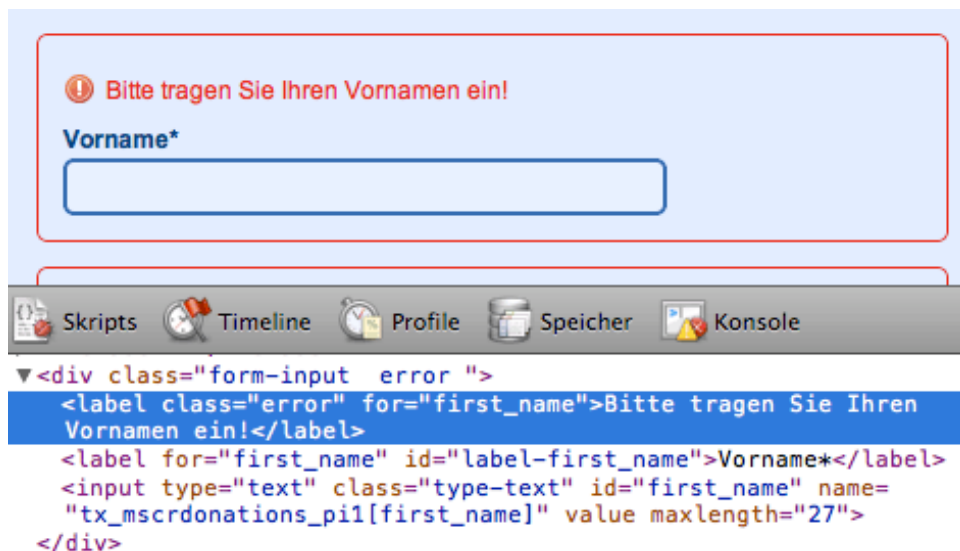 Bitte tragen Sie Ihren Vornamen ein!
Vorname*
Skripts Timeline Profile Speicher Konsole
▼<div class="form-input  error ">
<label class="error" for="first_name">Bitte tragen Sie Ihren
Vornamen ein!</label>
<label for="first_name" id="label-first_name">Vorname*</label>
<input type="text" class="type-text" id="first_name" name=
"tx_mscrdonations_pi1[first_name]" value maxlength="27">
</div>